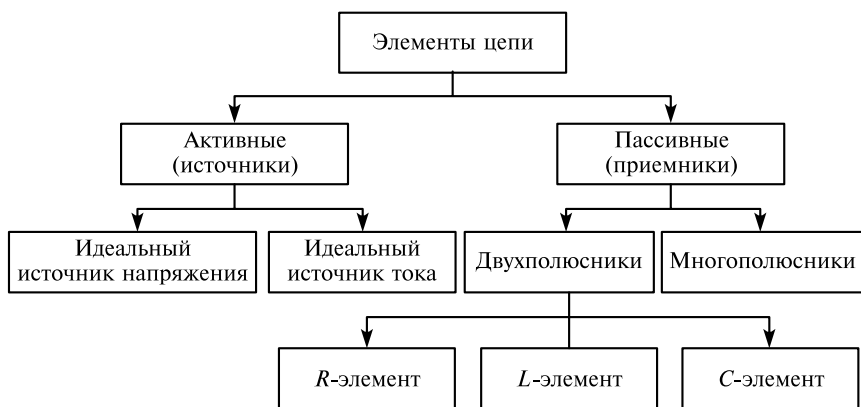 Элементы цепи
Активные
(источники)
Пассивные
(приемники)
Идеальный
источник напряжения
Идеальный
источник тока
Двухполюсники
Многополюсники
R-элемент
L-элемент
C-элемент